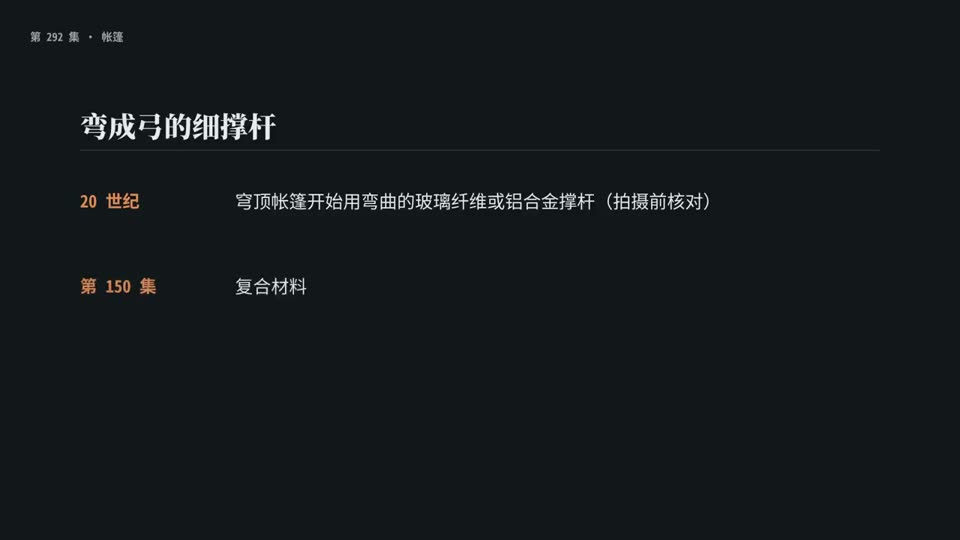 第 292 集 · 帐篷
弯成弓的细撑杆
20 世纪 穹顶帐篷开始用弯曲的玻璃纤维或铝合金撑杆（拍摄前核对）
第 150 集 复合材料